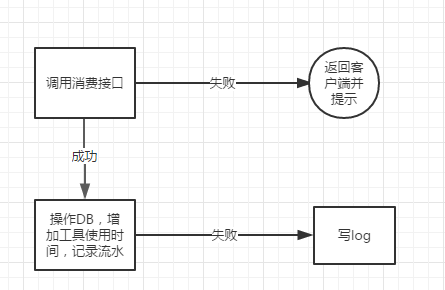 调用消费接口
失败
返回客
户端并
提示
成功
操作DB，增
加工具使用时
间，记录流水
失败
写log